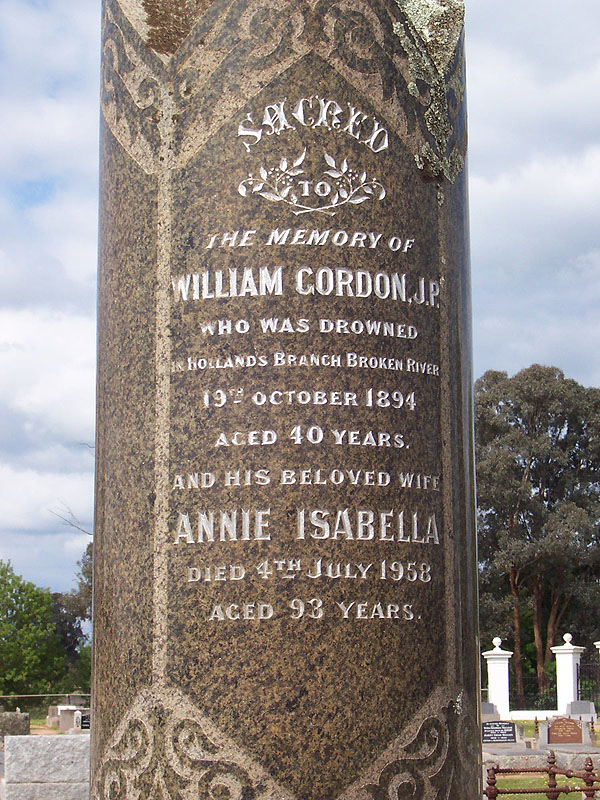 SACRED
TO
THE MEMORY OF
WILLIAM GORDON, J.P.
WHO WAS DROWNED
IN HOLLANDS BRANCH BROKEN RIVER
19TH OCTOBER 1894
AGED 40 YEARS.
AND HIS BELOVED WIFE
ANNIE ISABELLA
DIED 4TH JULY 1958
AGED 93 YEARS.